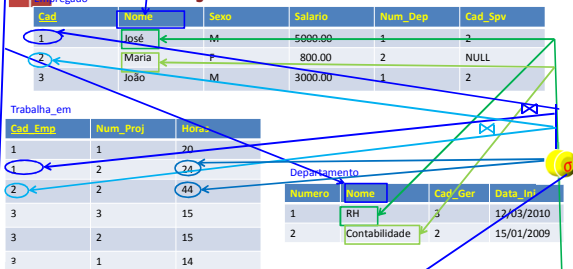 Empregado
Cad Nome Sexo Salario Num_Dep Cad_Spv
1 José M 5000.00 1 2
2 Maria F 800.00 2 NULL
3 João M 3000.00 1 2
Trabalha_em
Cad_Emp Num_Proj Horas
1 1 20
1 2 24
2 2 44
3 3 15
3 2 15
3 1 14
Departamento
Numero Nome Cad_Ger Data_Ini
1 RH 3 12/03/2010
2 Contabilidade 2 15/01/2009
⋈
⋈
σ